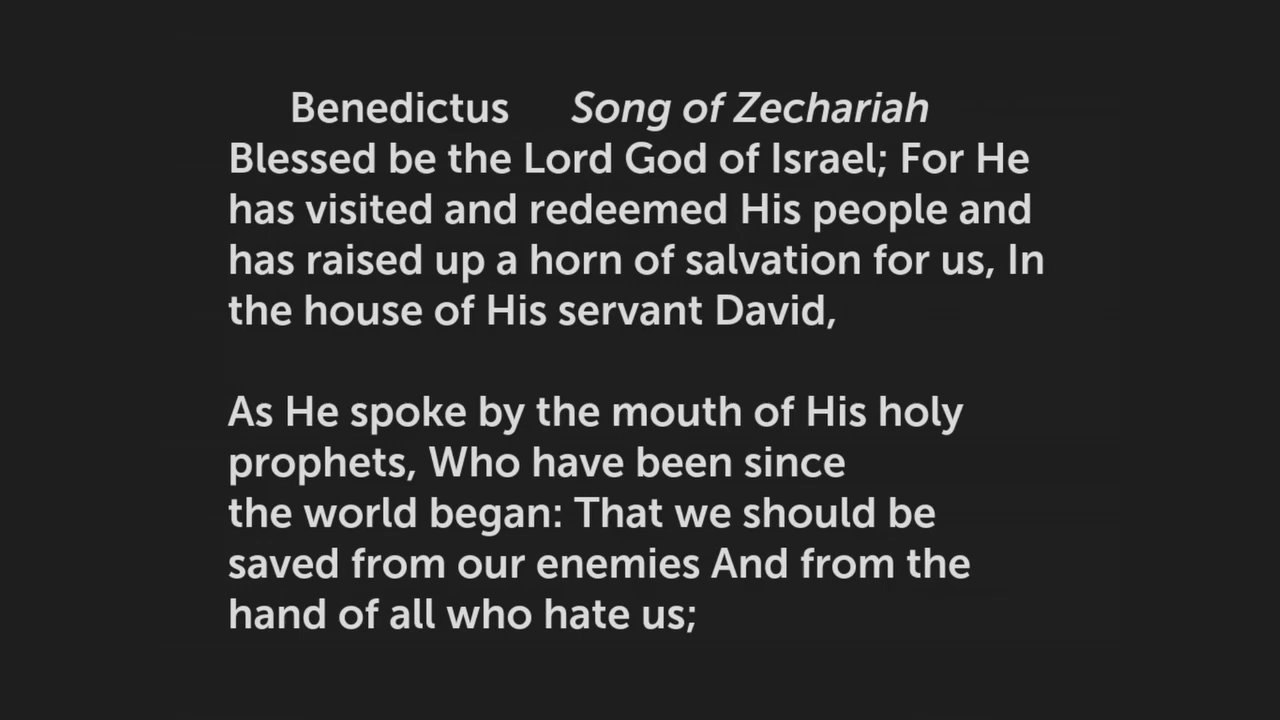 Benedictus Song of Zechariah
Blessed be the Lord God of Israel; For He
has visited and redeemed His people and
has raised up a horn of salvation for us, In
the house of His servant David,
As He spoke by the mouth of His holy
prophets, Who have been since
the world began: That we should be
saved from our enemies And from the
hand of all who hate us;